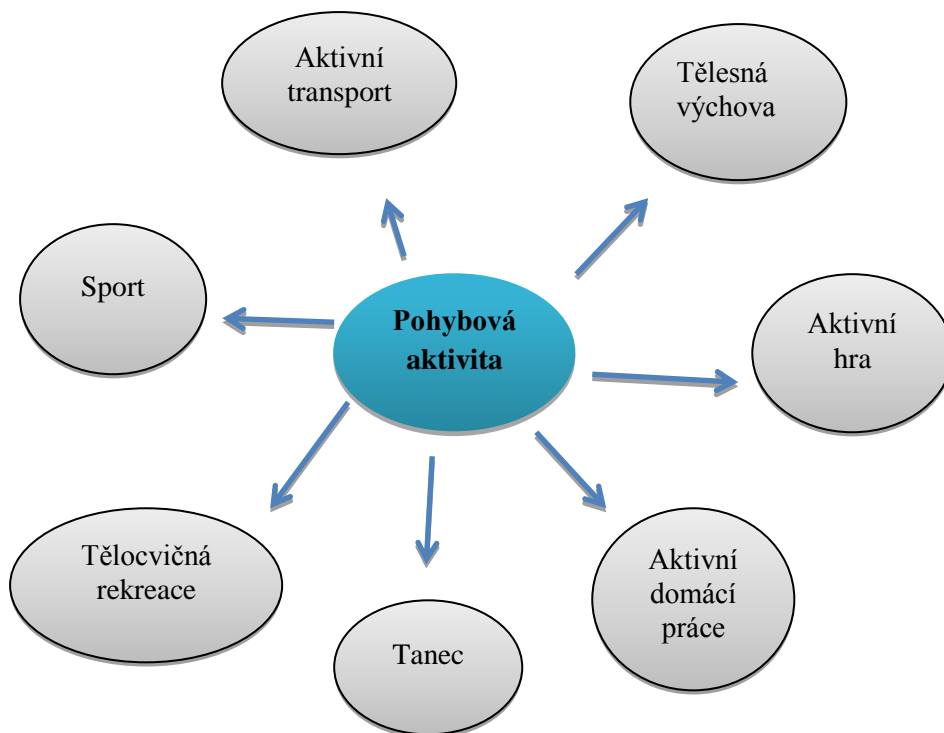 Aktivní
transport
Tělesná
výchova
Sport
Pohybová
aktivita
Aktivní
hra
Tělocvičná
rekreace
Tanec
Aktivní
domácí
práce